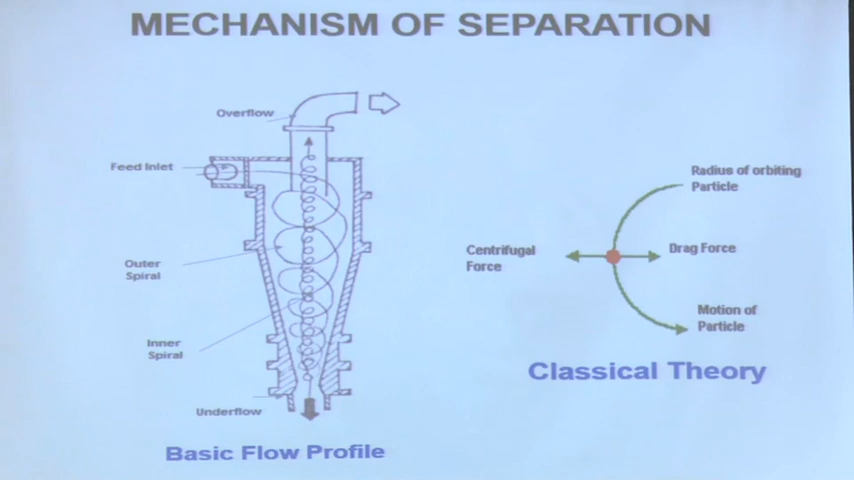 MECHANISM OF SEPARATION
Overflow
Feed Inlet
Outer
Spiral
Inner
Spiral
Underflow
Basic Flow Profile
Radius of orbiting
Particle
Centrifugal
Force
Drag Force
Motion of
Particle
Classical Theory